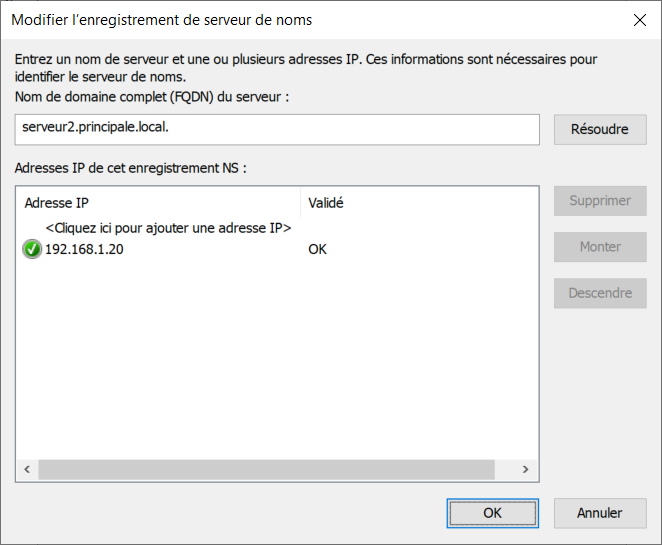 Modifier l'enregistrement de serveur de noms
Entrez un nom de serveur et une ou plusieurs adresses IP. Ces informations sont nécessaires pour
identifier le serveur de noms.
Nom de domaine complet (FQDN) du serveur :
serveur2.principale.local.
Résoudre
Adresses IP de cet enregistrement NS :
Adresse IP Validé
<Cliquez ici pour ajouter une adresse IP>
192.168.1.20 OK
Supprimer
Monter
Descendre
OK Annuler